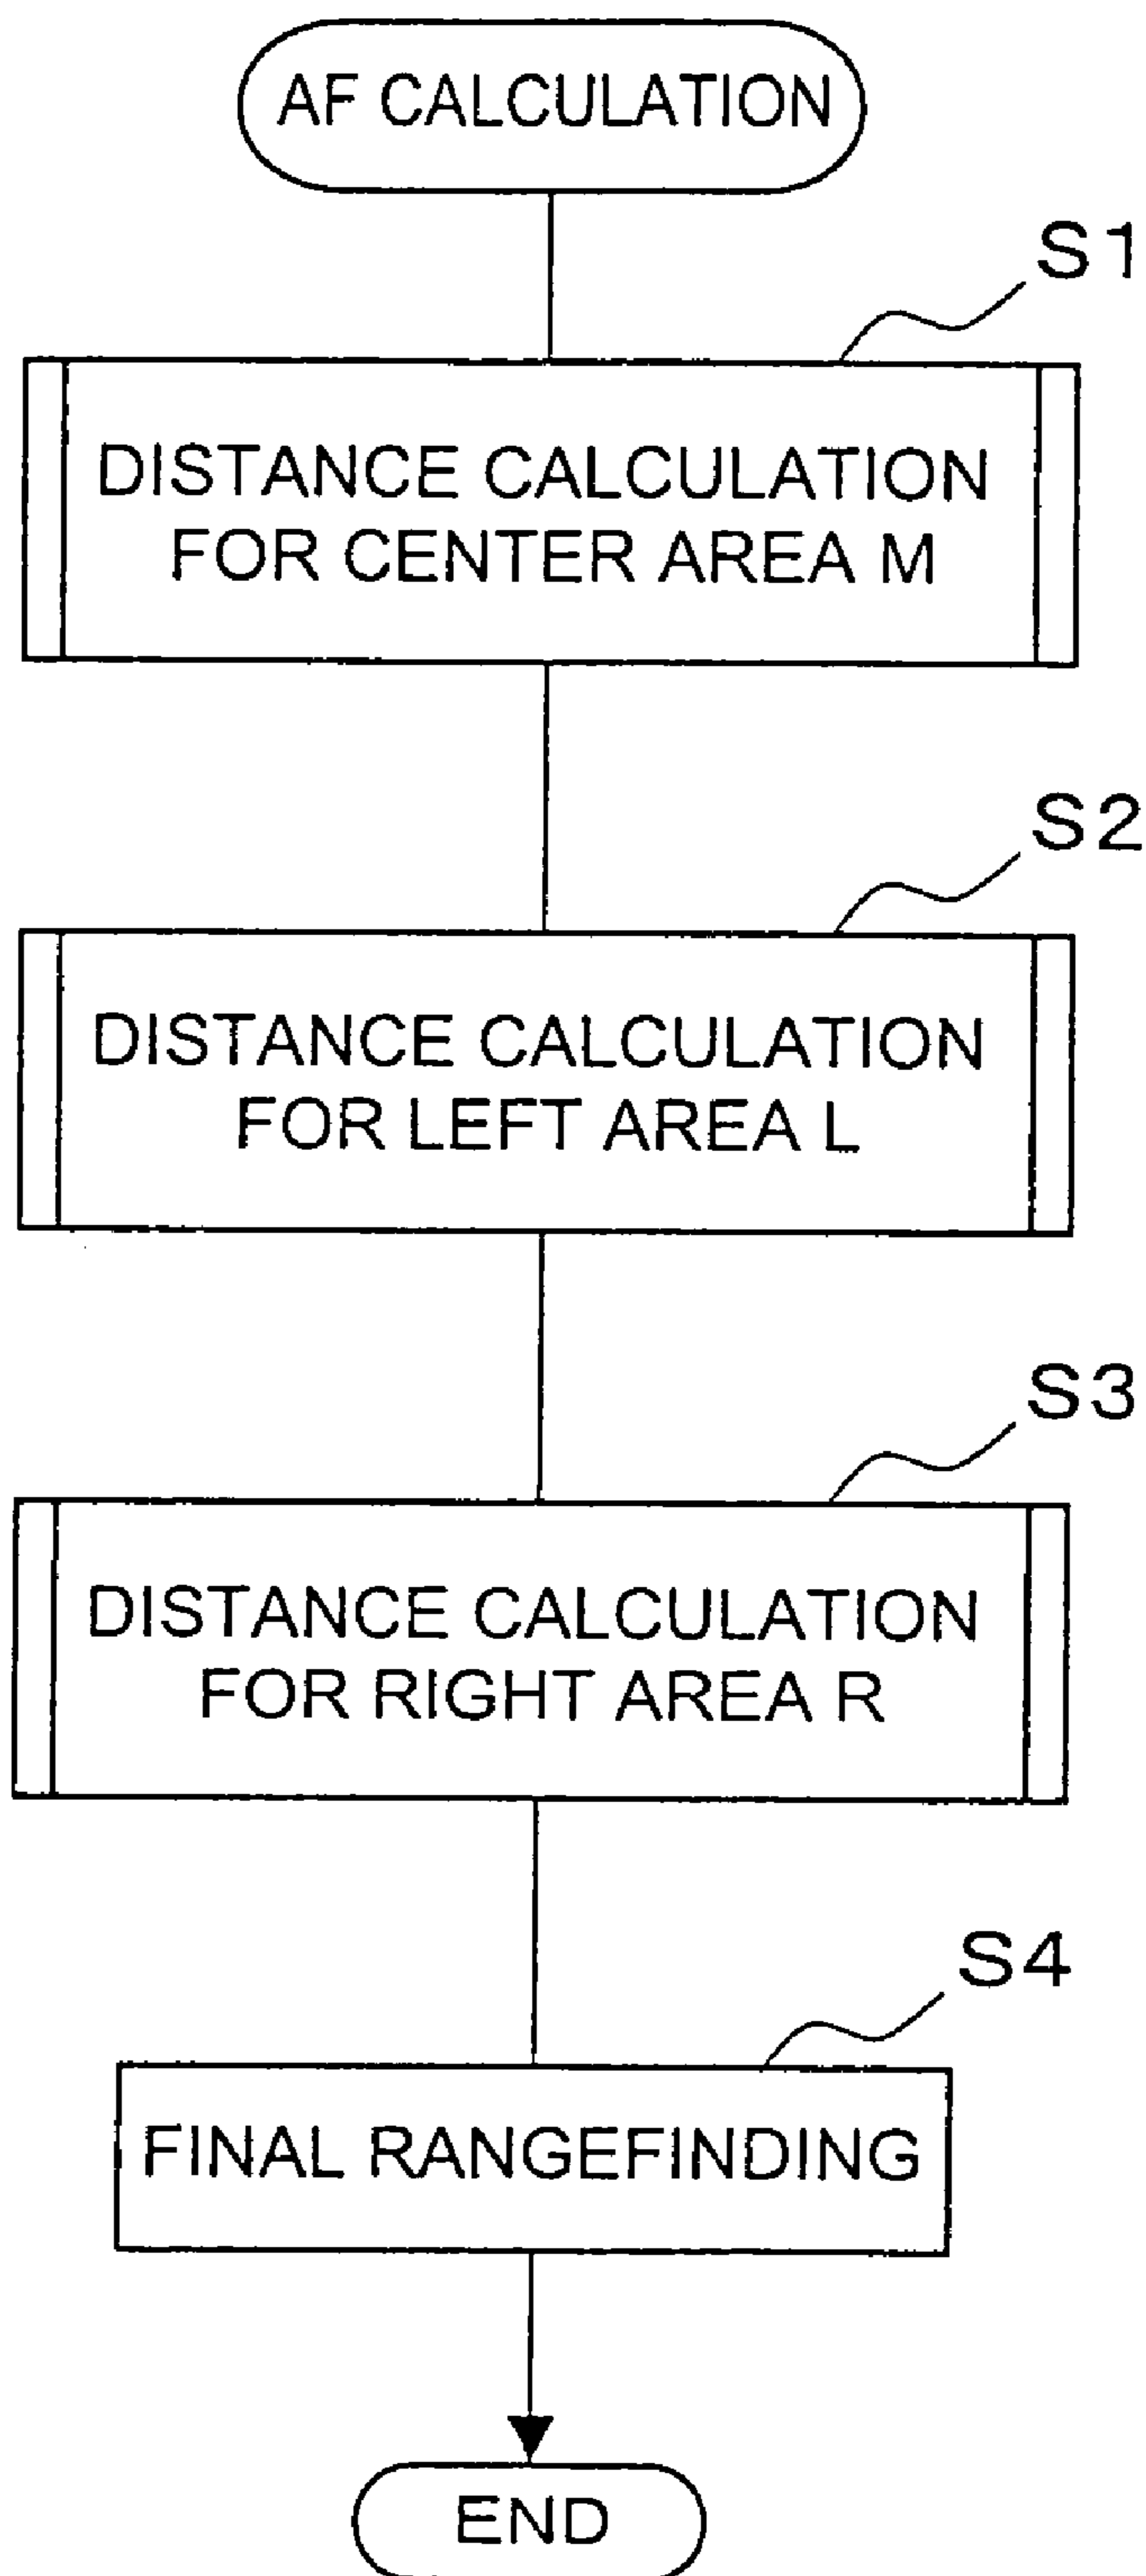 AF CALCULATION
S1
DISTANCE CALCULATION
FOR CENTER AREA M
S2
DISTANCE CALCULATION
FOR LEFT AREA L
S3
DISTANCE CALCULATION
FOR RIGHT AREA R
S4
FINAL RANGEFINDING
END